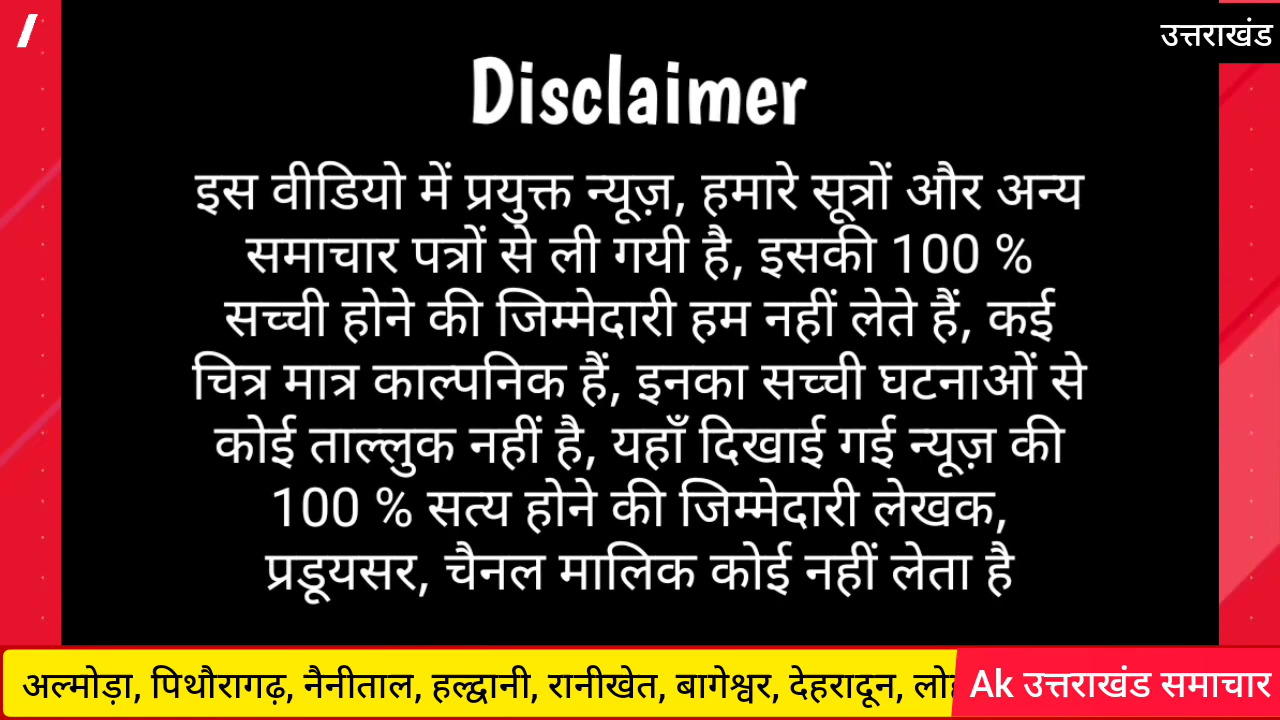 उत्तराखंड
Disclaimer
इस वीडियो में प्रयुक्त न्यूज़, हमारे सूत्रों और अन्य
समाचार पत्रों से ली गयी है, इसकी 100 %
सच्ची होने की जिम्मेदारी हम नहीं लेते हैं, कई
चित्र मात्र काल्पनिक हैं, इनका सच्ची घटनाओं से
कोई ताल्लुक नहीं है, यहाँ दिखाई गई न्यूज़ की
100 % सत्य होने की जिम्मेदारी लेखक,
प्रडूयसर, चैनल मालिक कोई नहीं लेता है
अल्मोड़ा, पिथौरागढ़, नैनीताल, हल्द्वानी, रानीखेत, बागेश्वर, देहरादून,
Ak उत्तराखंड समाचार